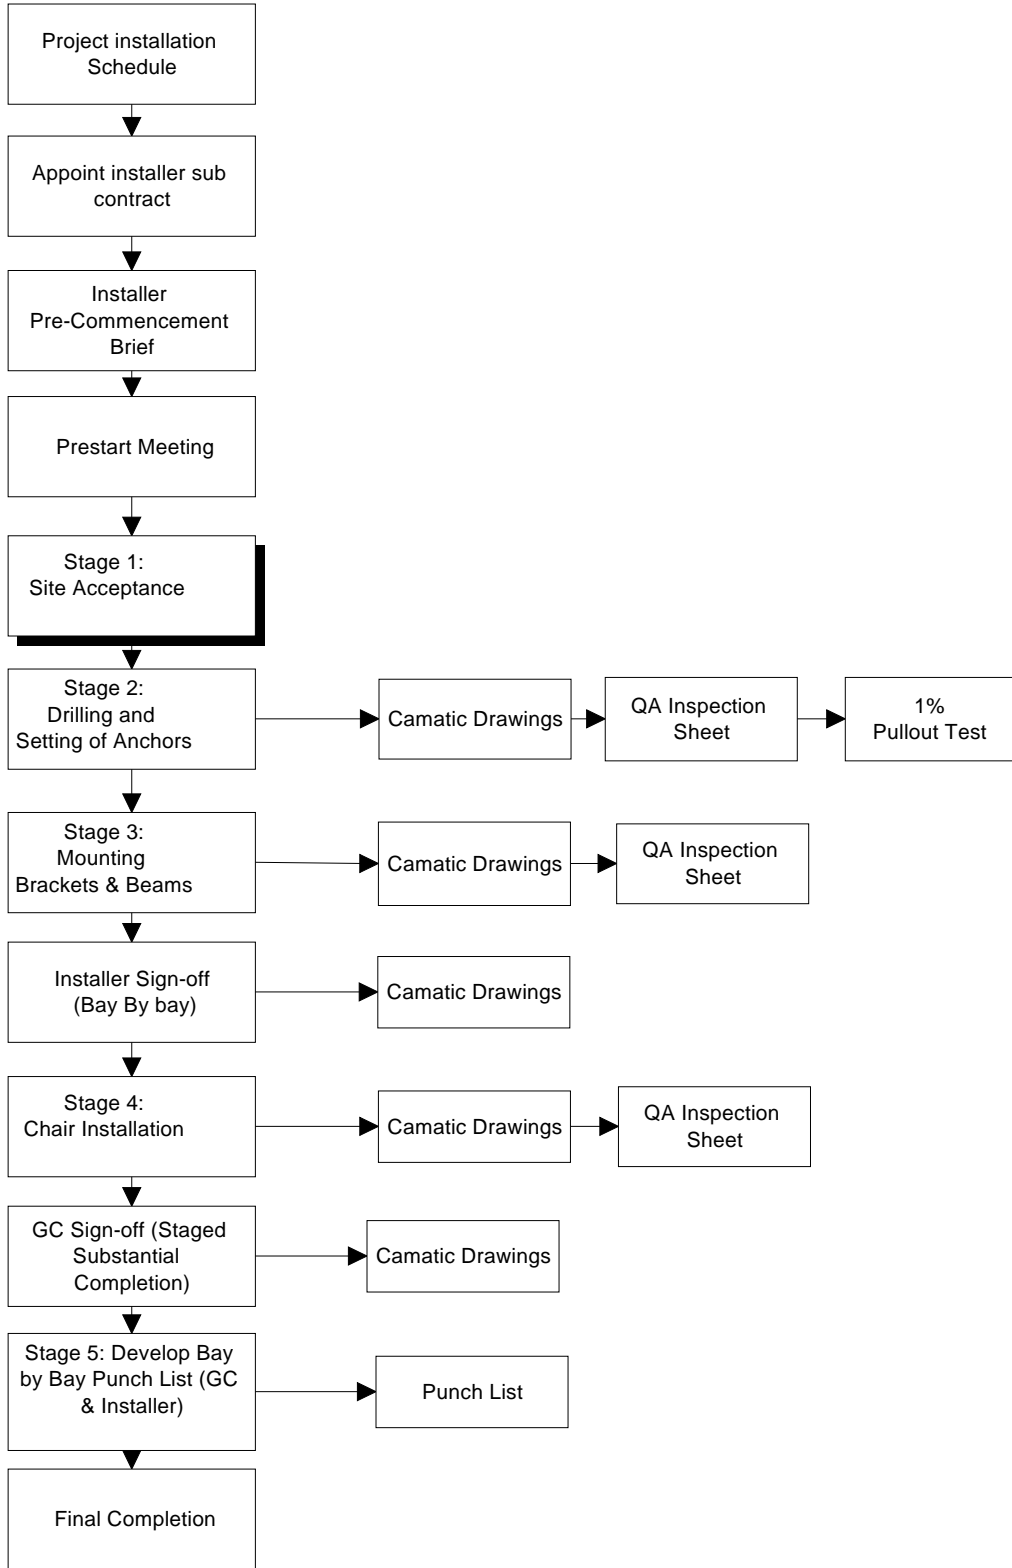 Project installation
Schedule
Appoint installer sub
contract
Installer
Pre-Commencement
Brief
Prestart Meeting
Stage 1:
Site Acceptance
Stage 2:
Drilling and
Setting of Anchors
Camatic Drawings
QA Inspection
Sheet
1%
Pullout Test
Stage 3:
Mounting
Brackets & Beams
Camatic Drawings
QA Inspection
Sheet
Installer Sign-off
(Bay By bay)
Camatic Drawings
Stage 4:
Chair Installation
Camatic Drawings
QA Inspection
Sheet
GC Sign-off (Staged
Substantial
Completion)
Camatic Drawings
Stage 5: Develop Bay
by Bay Punch List (GC
& Installer)
Punch List
Final Completion